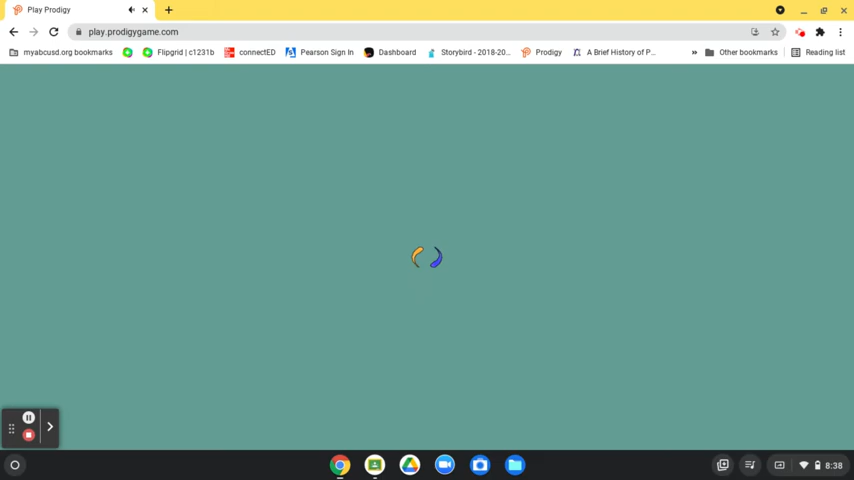 Play Prodigy
play.prodigygame.com
myabcusd.org bookmarks
Flipgrid | c1231b
connectED
Pearson Sign In
Dashboard
Storybird - 2018-20...
Prodigy
A Brief History of P...
»
Other bookmarks
Reading list
8:38